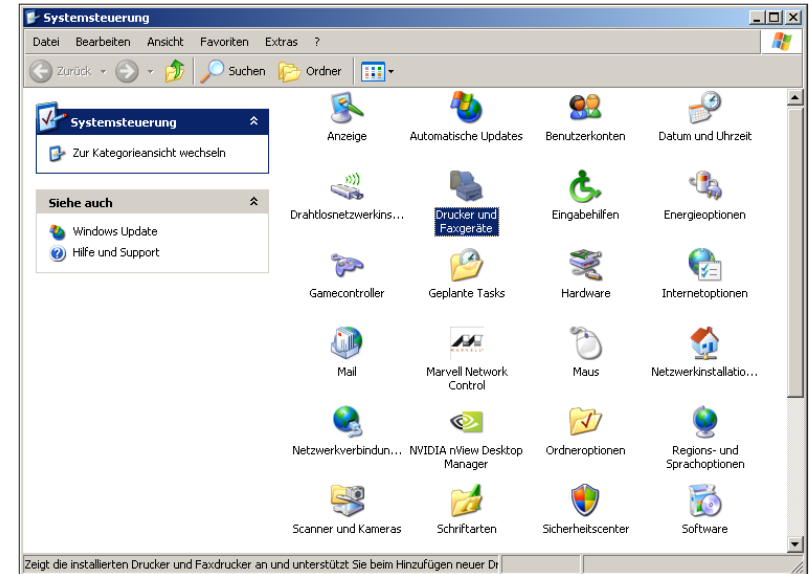 Systemsteuerung
Datei Bearbeiten Ansicht Favoriten Extras ?
Zurück Suchen Ordner
Systemsteuerung
Zur Kategorieansicht wechseln
Siehe auch
Windows Update
Hilfe und Support
Anzeige Automatische Updates Benutzerkonten Datum und Uhrzeit
Drahtlosnetzwerkins... Drucker und Eingabehilfen Energieoptionen
Faxgeräte
Gamecontroller Geplante Tasks Hardware Internetoptionen
MARVELL
Mail Marvell Network Maus Netzwerkinstallatio...
Control
Netzwerkverbindun... NVIDIA nView Desktop Ordneroptionen Regions- und
Manager Sprachoptionen
Scanner und Kameras Schriftarten Sicherheitscenter Software
Zeigt die installierten Drucker und Faxdrucker an und unterstützt Sie beim Hinzufügen neuer Dr